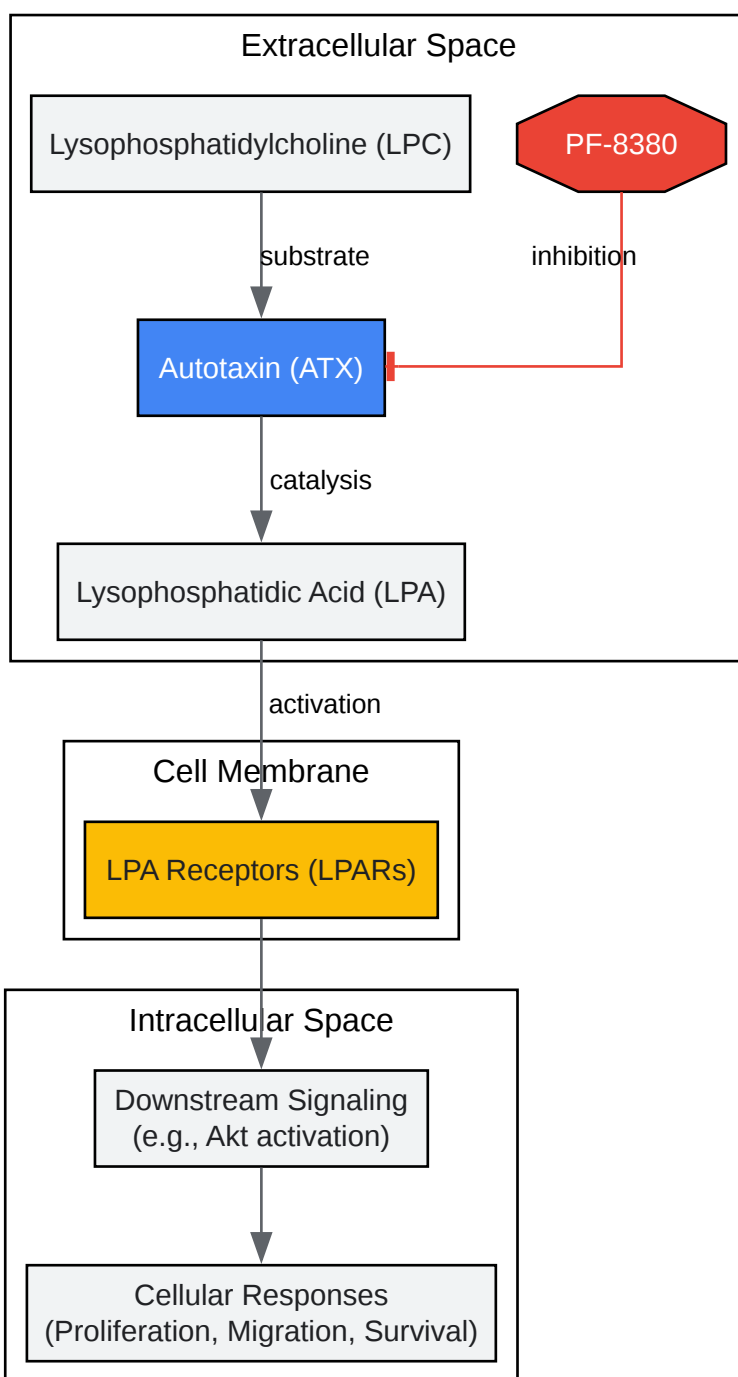 Extracellular Space
Lysophosphatidylcholine (LPC)
PF-8380
substrate
inhibition
Autotaxin (ATX)
catalysis
Lysophosphatidic Acid (LPA)
activation
Cell Membrane
LPA Receptors (LPARs)
Intracellular Space
Downstream Signaling
(e.g., Akt activation)
Cellular Responses
(Proliferation, Migration, Survival)